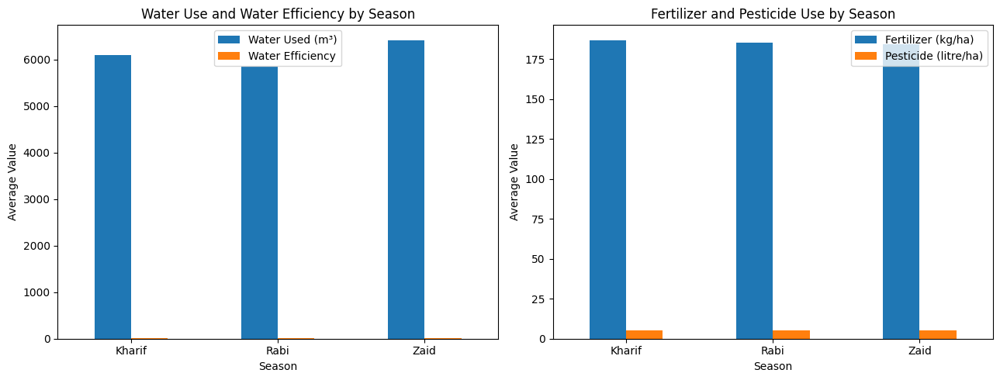 Water Use and Water Efficiency by Season
Water Used (m³)
Water Efficiency
Average Value
6000
5000
4000
3000
2000
1000
0
Kharif
Rabi
Zaid
Season
Fertilizer and Pesticide Use by Season
Fertilizer (kg/ha)
Pesticide (litre/ha)
Average Value
175
150
125
100
75
50
25
0
Kharif
Rabi
Zaid
Season